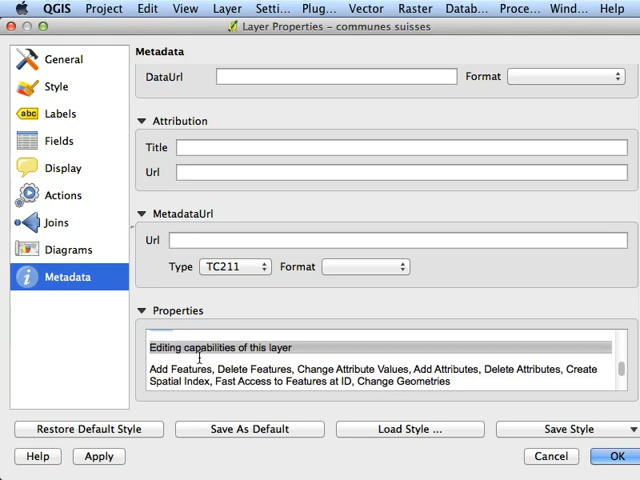 QGIS Project Edit View Layer Setti... Plug... Vector Raster Datab... Proce... Wind... Help
Layer Properties – communes suisses
General
Style
abc Labels
Fields
Display
Actions
Joins
Diagrams
Metadata
Metadata
DataUrl
Format
Attribution
Title
Url
MetadataUrl
Url
Type TC211 Format
Properties
Editing capabilities of this layer
Add Features, Delete Features, Change Attribute Values, Add Attributes, Delete Attributes, Create
Spatial Index, Fast Access to Features at ID, Change Geometries
Restore Default Style Save As Default Load Style ... Save Style
Help Apply Cancel OK